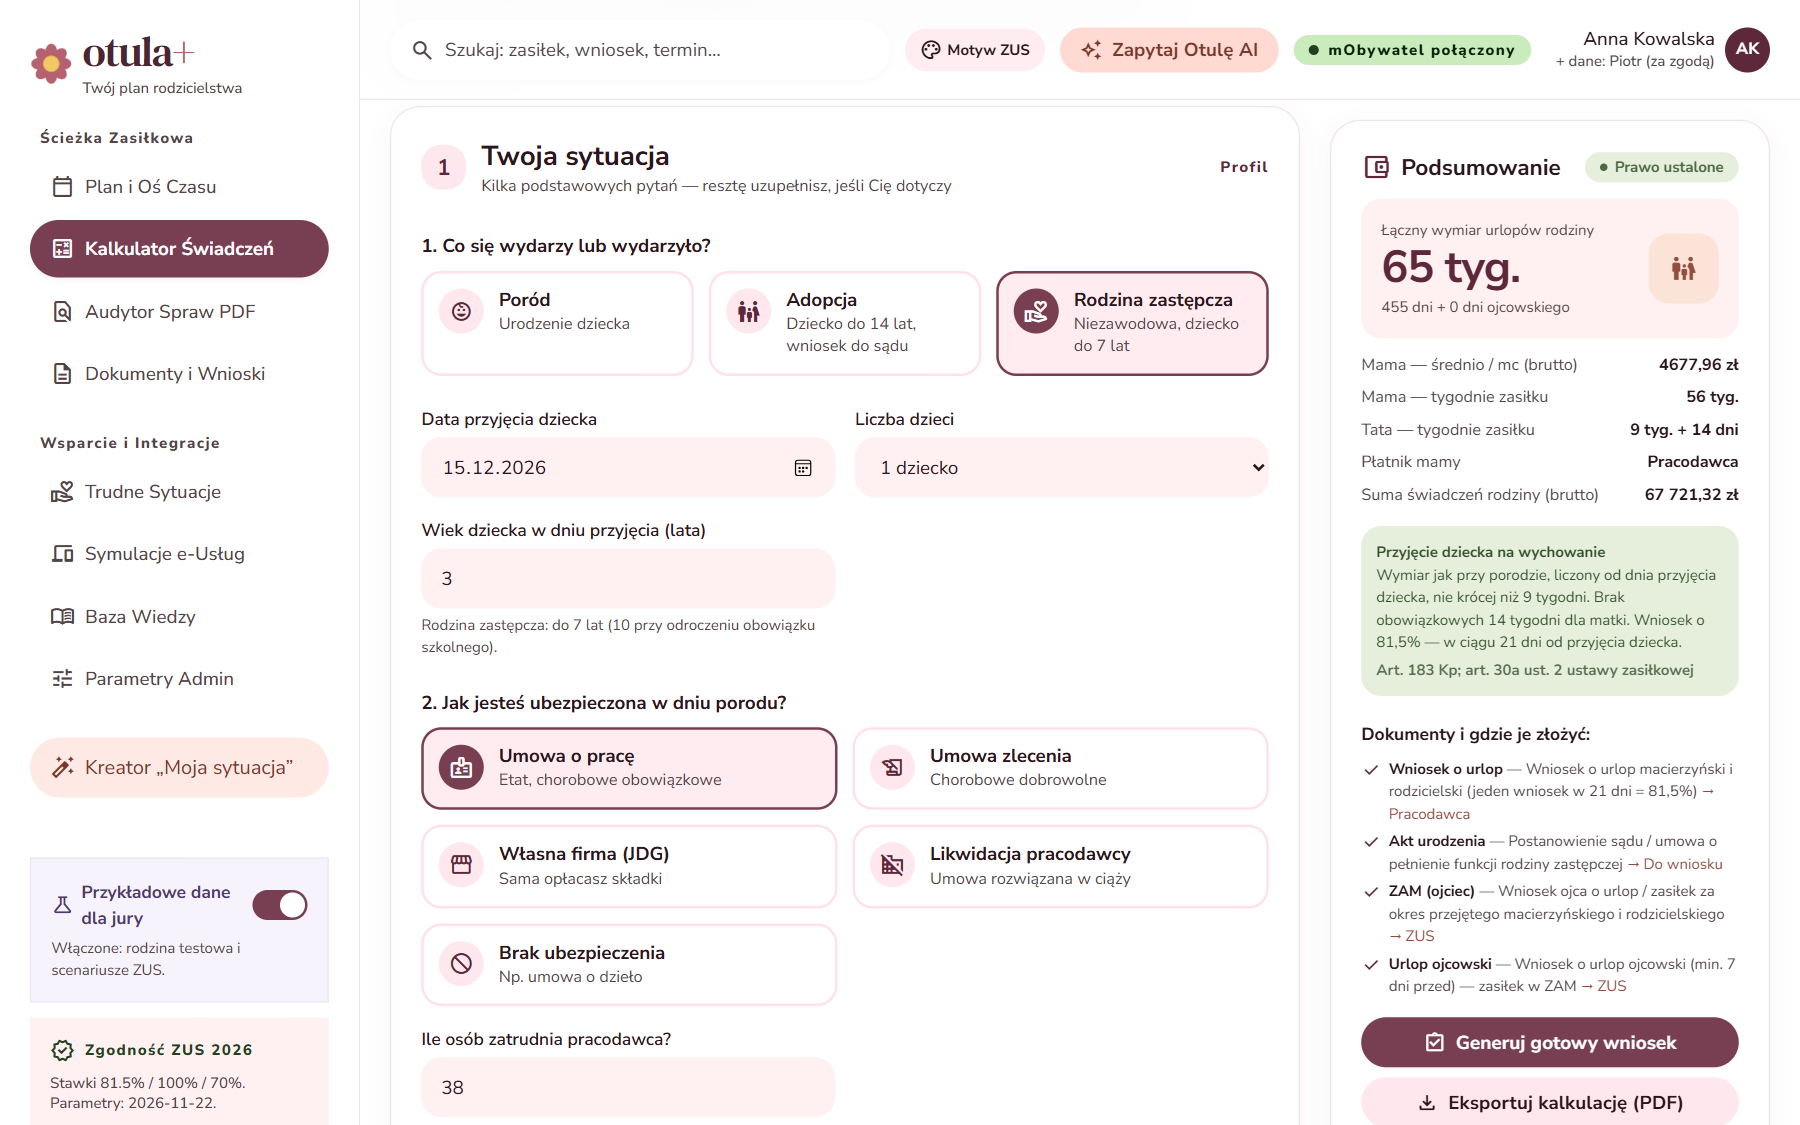 otula+
Twój plan rodzicielstwa
Ścieżka Zasiłkowa
Plan i Oś Czasu
Kalkulator Świadczeń
Audytor Spraw PDF
Dokumenty i Wnioski
Wsparcie i Integracje
Trudne Sytuacje
Symulacje e-Usług
Baza Wiedzy
Parametry Admin
Kreator „Moja sytuacja”
Przykładowe dane
dla jury
Włączone: rodzina testowa i
scenariusze ZUS.
Zgodność ZUS 2026
Stawki 81.5% / 100% / 70%.
Parametry: 2026-11-22.
Szukaj: zasiłek, wniosek, termin...
Motyw ZUS
Zapytaj Otulę AI
mObywatel połączony
Anna Kowalska
+ dane: Piotr (za zgodą)
AK
1
Twoja sytuacja
Kilka podstawowych pytań — resztę uzupełnisz, jeśli Cię dotyczy
Profil
1. Co się wydarzy lub wydarzyło?
Poród
Urodzenie dziecka
Adopcja
Dziecko do 14 lat,
wniosek do sądu
Rodzina zastępcza
Niezawodowa, dziecko
do 7 lat
Data przyjęcia dziecka
15.12.2026
Liczba dzieci
1 dziecko
Wiek dziecka w dniu przyjęcia (lata)
3
Rodzina zastępcza: do 7 lat (10 przy odroczeniu obowiązku
szkolnego).
2. Jak jesteś ubezpieczona w dniu porodu?
Umowa o pracę
Etat, chorobowe obowiązkowe
Umowa zlecenia
Chorobowe dobrowolne
Własna firma (JDG)
Sama opłacasz składki
Likwidacja pracodawcy
Umowa rozwiązana w ciąży
Brak ubezpieczenia
Np. umowa o dzieło
Ile osób zatrudnia pracodawca?
38
Podsumowanie
Prawo ustalone
Łączny wymiar urlopów rodziny
65 tyg.
455 dni + 0 dni ojcowskiego
Mama — średnio / mc (brutto) 4677,96 zł
Mama — tygodnie zasiłku 56 tyg.
Tata — tygodnie zasiłku 9 tyg. + 14 dni
Płatnik mamy Pracodawca
Suma świadczeń rodziny (brutto) 67 721,32 zł
Przyjęcie dziecka na wychowanie
Wymiar jak przy porodzie, liczony od dnia przyjęcia
dziecka, nie krócej niż 9 tygodni. Brak
obowiązkowych 14 tygodni dla matki. Wniosek o
81,5% — w ciągu 21 dni od przyjęcia dziecka.
Art. 183 Kp; art. 30a ust. 2 ustawy zasiłkowej
Dokumenty i gdzie je złożyć:
Wniosek o urlop — Wniosek o urlop macierzyński i
rodzicielski (jeden wniosek w 21 dni = 81,5%) →
Pracodawca
Akt urodzenia — Postanowienie sądu / umowa o
pełnienie funkcji rodziny zastępczej → Do wniosku
ZAM (ojciec) — Wniosek ojca o urlop / zasiłek za
okres przejętego macierzyńskiego i rodzicielskiego
→ ZUS
Urlop ojcowski — Wniosek o urlop ojcowski (min. 7
dni przed) — zasiłek w ZAM → ZUS
Generuj gotowy wniosek
Eksportuj kalkulację (PDF)